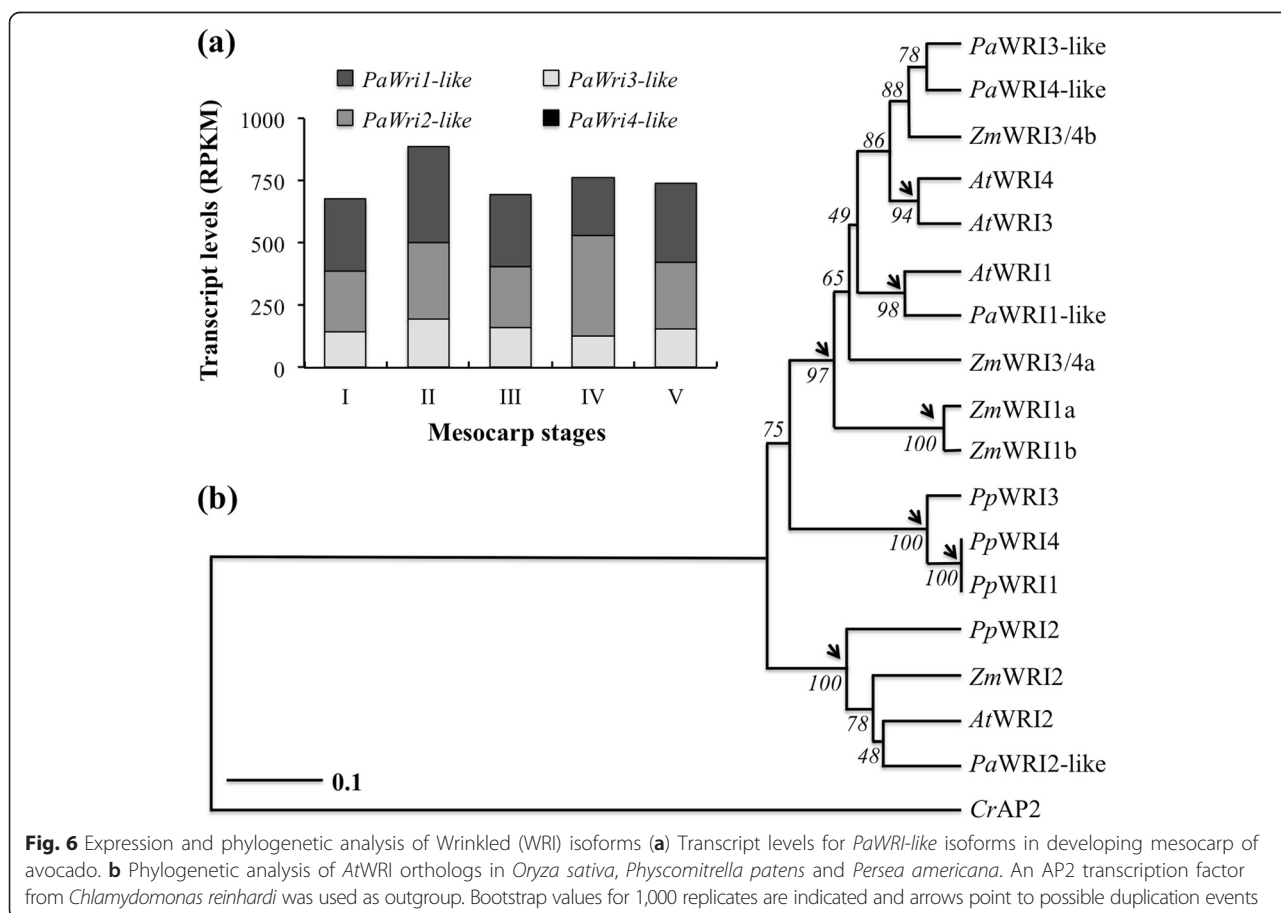 (a)
PaWri1-like
PaWri3-like
PaWri2-like
PaWri4-like
Transcript levels (RPKM)
1000
750
500
250
0
I II III IV V
Mesocarp stages
(b)
PaWRI3-like
78
PaWRI4-like
88
ZmWRI3/4b
86
AtWRI4
94
AtWRI3
49
AtWRI1
65
98
PaWRI1-like
ZmWRI3/4a
97
ZmWRI1a
100
ZmWRI1b
75
PpWRI3
100
PpWRI4
100
PpWRI1
PpWRI2
100
ZmWRI2
78
AtWRI2
48
PaWRI2-like
0.1
CrAP2
Fig. 6 Expression and phylogenetic analysis of Wrinkled (WRI) isoforms (a) Transcript levels for PaWRI-like isoforms in developing mesocarp of
avocado. b Phylogenetic analysis of AtWRI orthologs in Oryza sativa, Physcomitrella patens and Persea americana. An AP2 transcription factor
from Chlamydomonas reinhardi was used as outgroup. Bootstrap values for 1,000 replicates are indicated and arrows point to possible duplication events